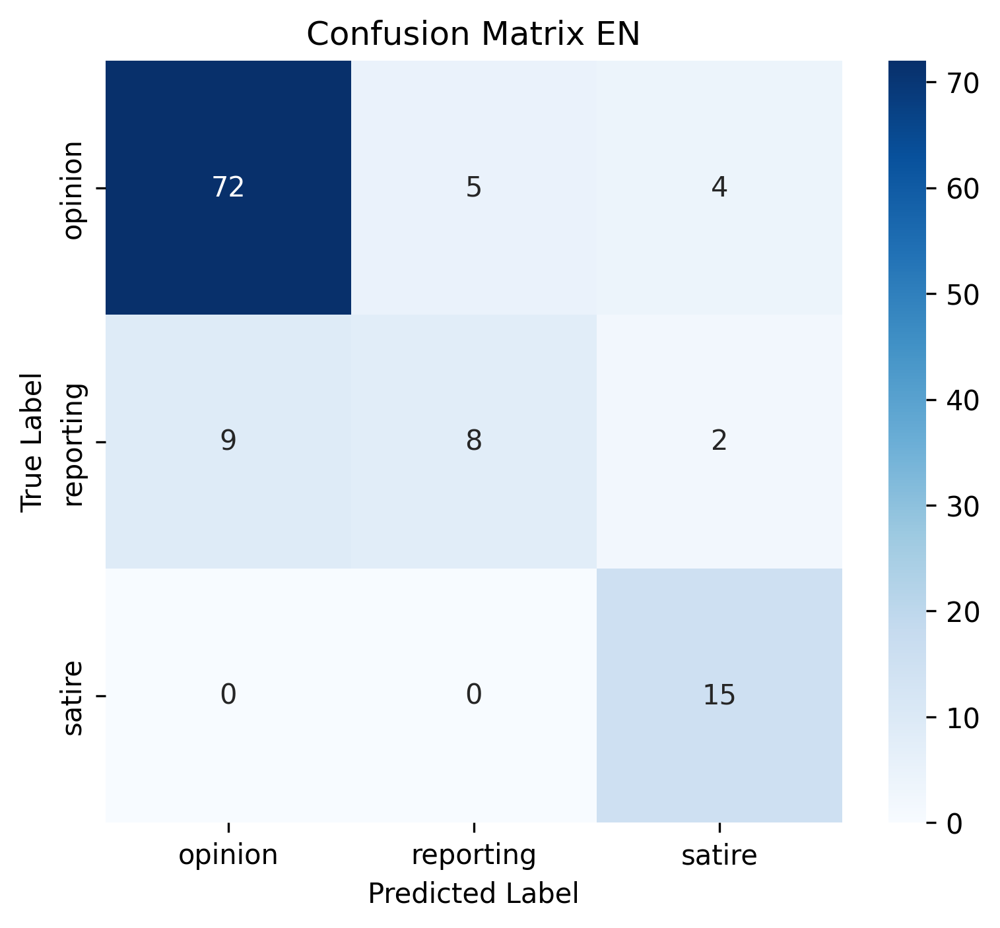 Confusion Matrix EN
True Label
opinion
72 5 4
reporting
9 8 2
satire
0 0 15
opinion reporting satire
Predicted Label
70
60
50
40
30
20
10
0